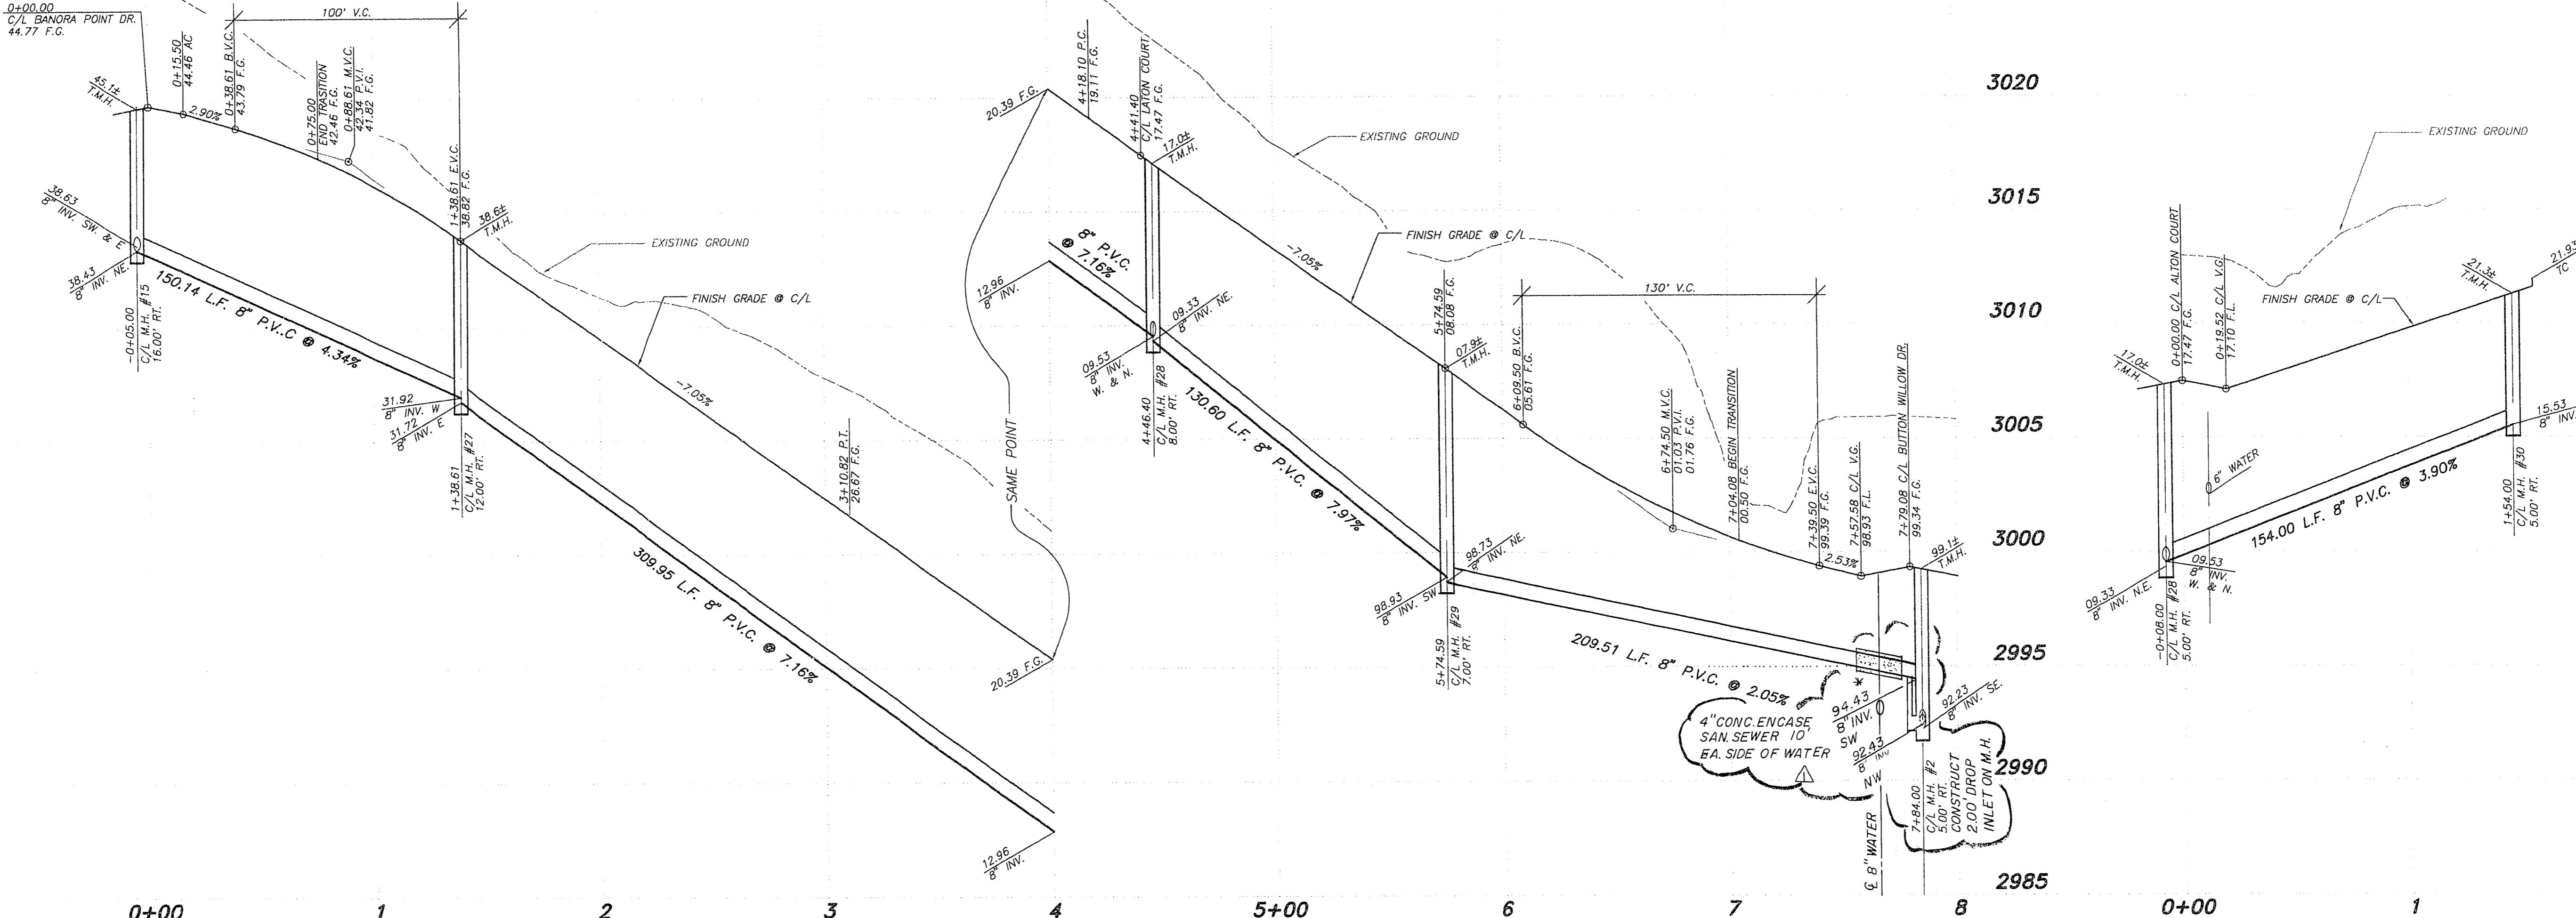 0+00.00
C/L BANORA POINT DR.
44.77 F.G.
45.1±
T.M.H.
0+15.50
44.46 AC
2.90%
0+38.61 B.V.C.
43.79 F.G.
100' V.C.
0+75.00
END TRASITION
42.46 F.G.
0+88.61 M.V.C.
42.34 P.V.I.
41.82 F.G.
1+38.61 E.V.C.
38.82 F.G.
38.6±
T.M.H.
38.63
8" INV. SW. & E
38.43
8" INV. NE.
-0+05.00
C/L M.H. #15
16.00' RT.
150.14 L.F. 8" P.V.C @ 4.34%
31.92
8" INV. W
31.72
8" INV. E
1+38.61
C/L M.H. #27
12.00' RT.
EXISTING GROUND
FINISH GRADE @ C/L
-7.05%
3+10.82 P.T.
26.67 F.G.
309.95 L.F. 8" P.V.C. @ 7.16%
20.39 F.G.
12.96
8" INV.
SAME POINT
20.39 F.G.
4+18.10 P.C.
19.11 F.G.
4+41.40
C/L LATON COURT
17.47 F.G.
17.0±
T.M.H.
EXISTING GROUND
8" P.V.C.
@ 7.16%
12.96
8" INV.
09.33
8" INV. NE.
09.53
8" INV.
W. & N.
4+46.40
C/L M.H. #28
8.00' RT.
-7.05%
FINISH GRADE @ C/L
130.60 L.F. 8" P.V.C. @ 7.97%
5+74.59
08.08 F.G.
07.9±
T.M.H.
6+09.50 B.V.C.
05.61 F.G.
130' V.C.
6+74.50 M.V.C.
01.03 P.V.I.
01.76 F.G.
7+04.08 BEGIN TRANSITION
00.50 F.G.
7+39.50 E.V.C.
99.39 F.G.
2.53%
7+57.58 C/L V.G.
98.93 F.L.
7+79.08 C/L BUTTON WILLOW DR.
99.34 F.G.
99.1±
T.M.H.
98.73
8" INV. NE.
98.93
8" INV. SW
5+74.59
C/L M.H. #29
7.00' RT.
209.51 L.F. 8" P.V.C. @ 2.05%
*
4" CONC. ENCASE
SAN. SEWER 10'
EA. SIDE OF WATER
94.43
8" INV.
SW
92.43
8" INV
NW
92.23
8" INV. SE.
7+84.00
C/L M.H. #2
5.00' RT.
CONSTRUCT
2.00' DROP
INLET ON M.H.
℄ 8" WATER
3020
3015
3010
3005
3000
2995
2990
2985
17.0±
T.M.H.
0+00.00 C/L ALTON COURT
17.47 F.G.
0+19.52 C/L V.G.
17.10 F.L.
EXISTING GROUND
FINISH GRADE @ C/L
21.3±
T.M.H.
21.93
TC
15.53
8" INV.
6" WATER
09.33
8" INV. N.E.
09.53
8" INV.
W. & N.
-0+08.00
C/L M.H. #28
5.00' RT.
154.00 L.F. 8" P.V.C. @ 3.90%
1+54.00
C/L M.H. #30
5.00' RT.
0+00 1 2 3 4 5+00 6 7 8 0+00 1